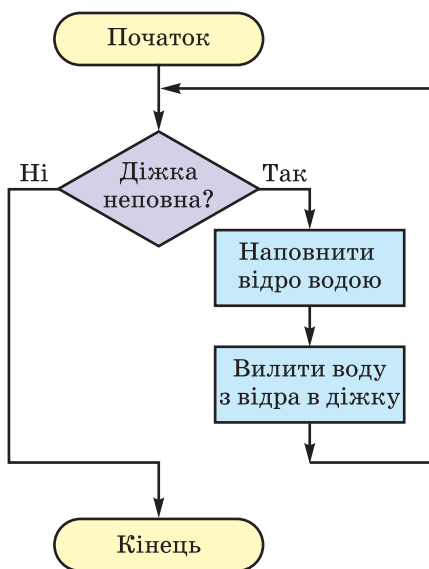 Початок
Ні
Діжка
неповна?
Так
Наповнити
відро водою
Вилити воду
з відра в діжку
Кінець